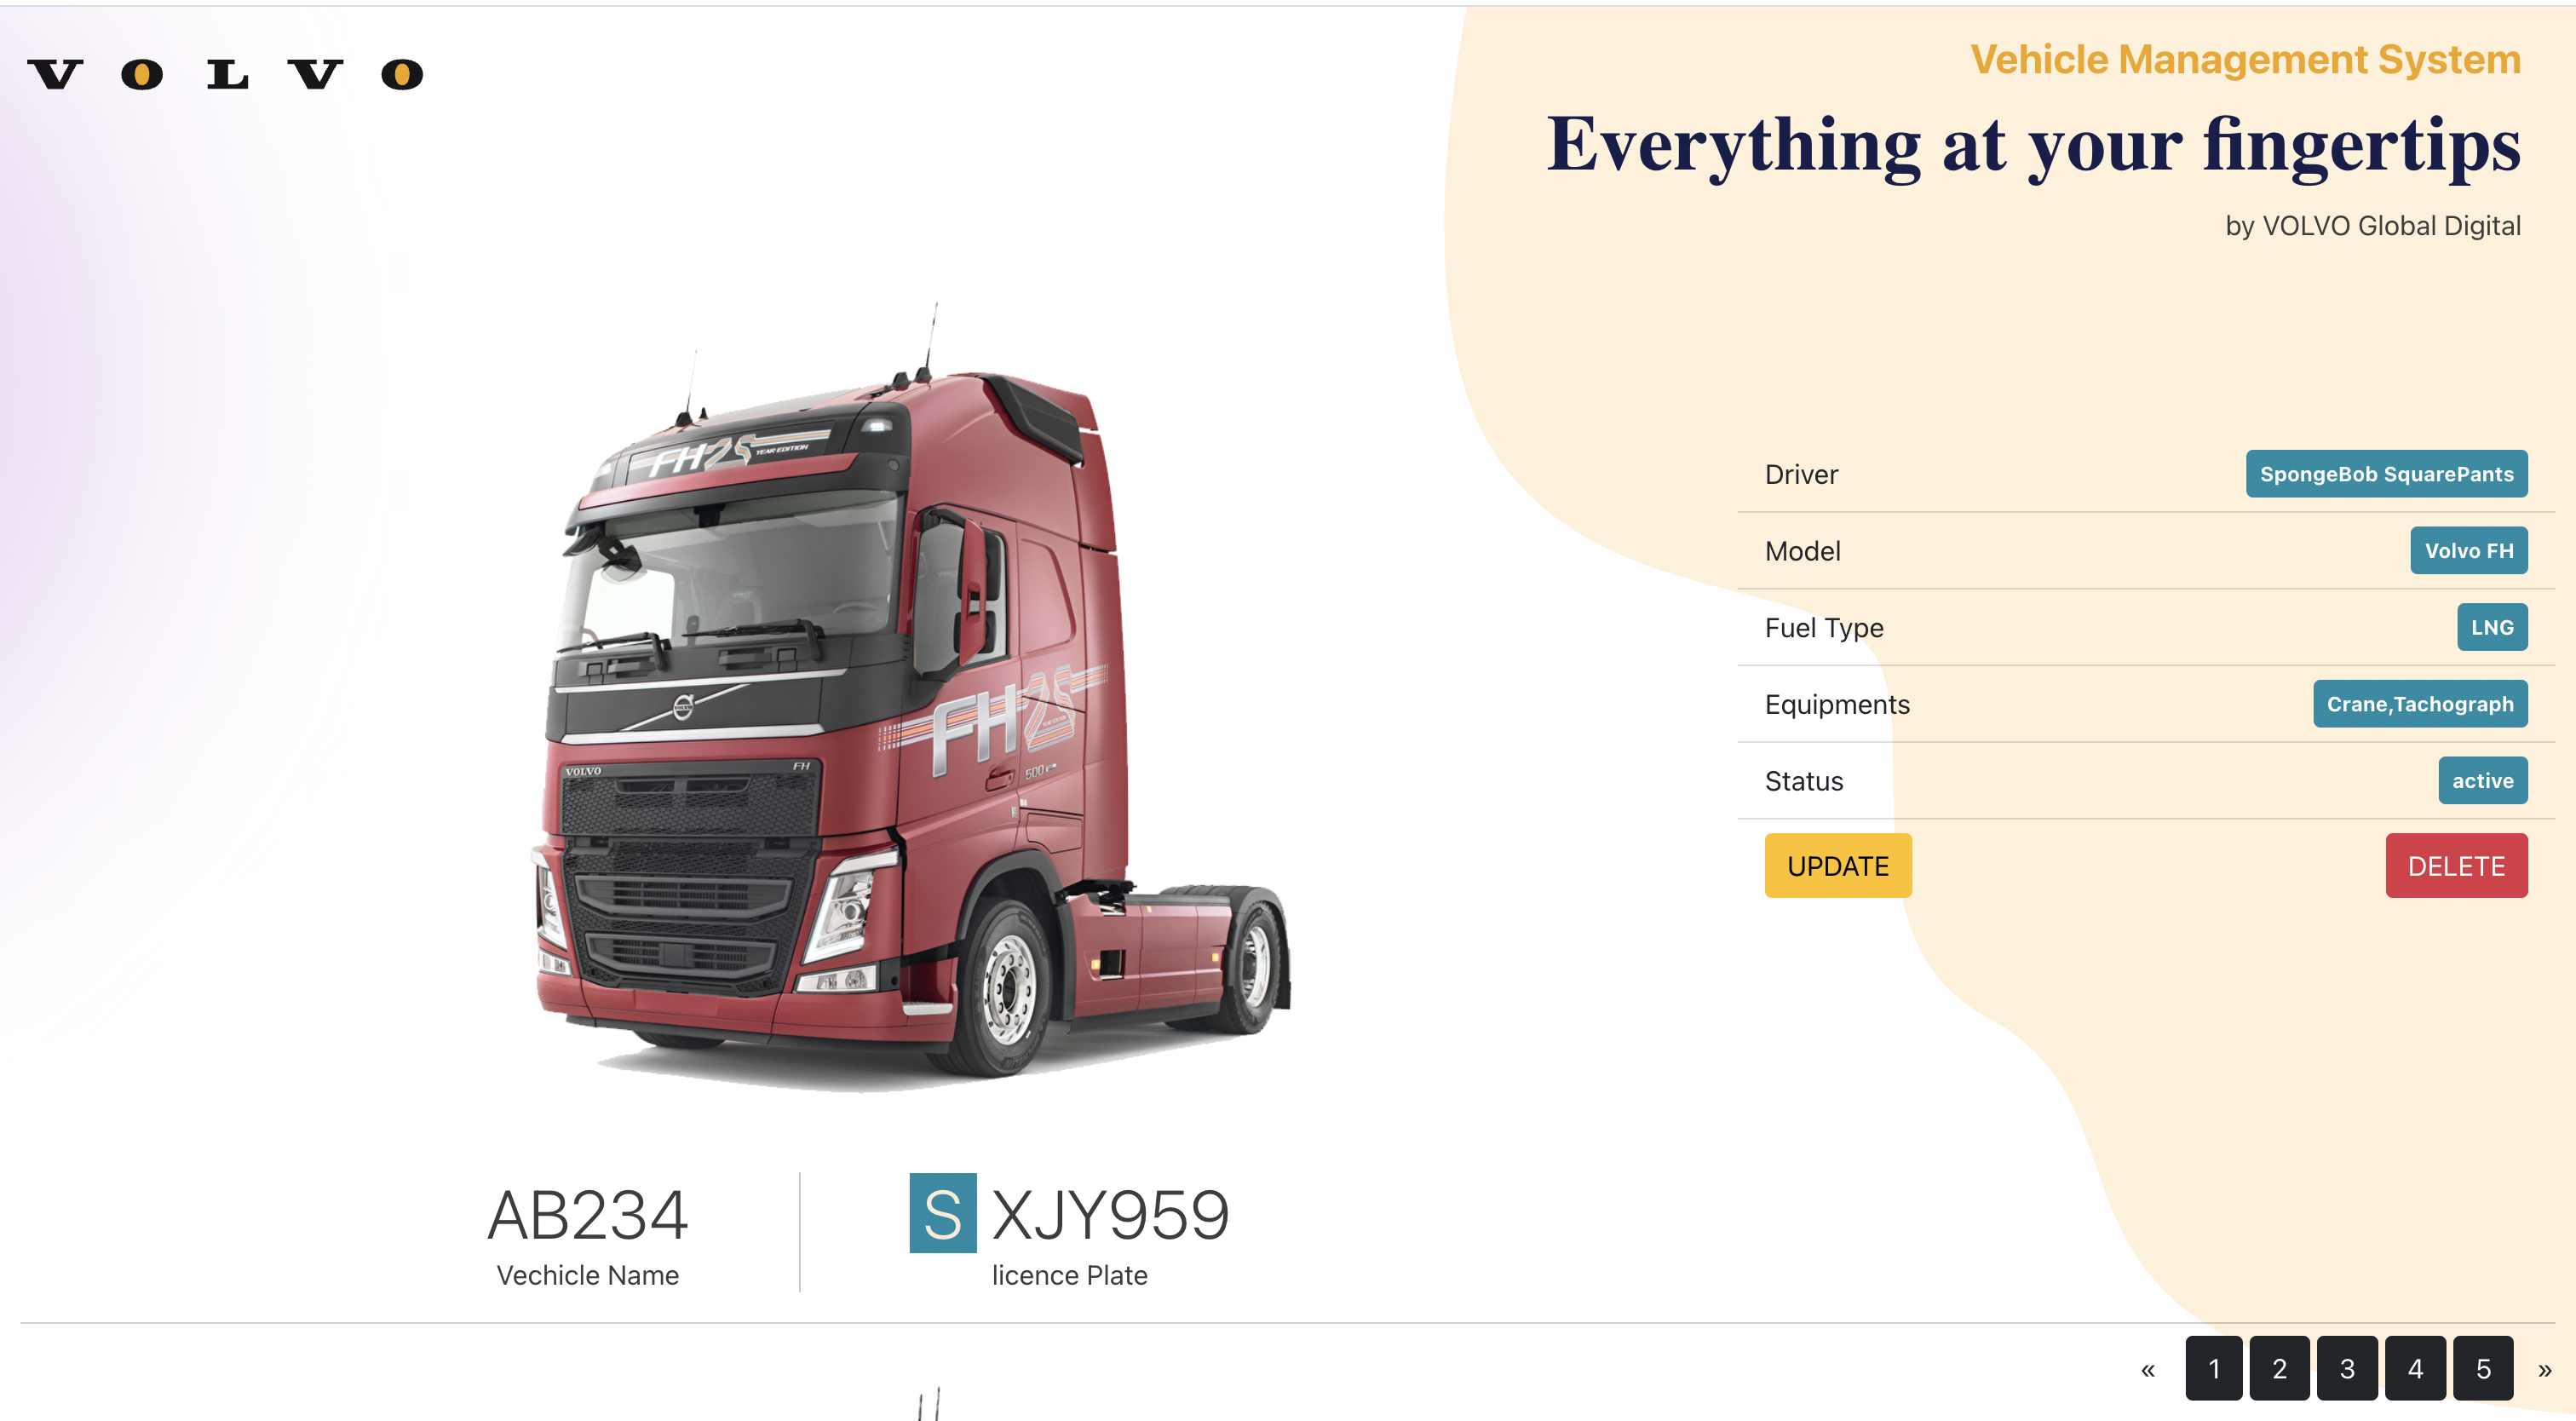 VOLVO
Vehicle Management System
Everything at your fingertips
by VOLVO Global Digital
FH25 YEAR EDITION
VOLVO FH
FH25
500
Driver SpongeBob SquarePants
Model Volvo FH
Fuel Type LNG
Equipments Crane,Tachograph
Status active
UPDATE DELETE
AB234
Vechicle Name
S XJY959
licence Plate
« 1 2 3 4 5 »